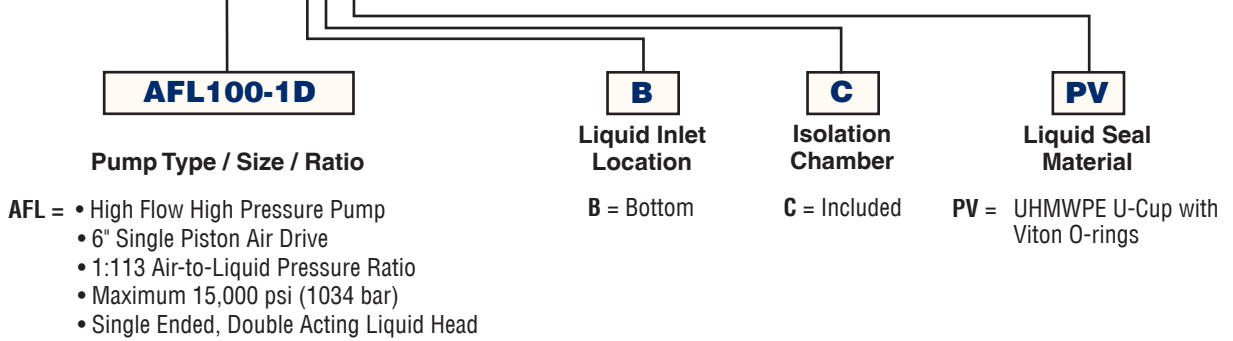 AFL100-1D B C PV
Pump Type / Size / Ratio
Liquid Inlet
Location
Isolation
Chamber
Liquid Seal
Material
AFL = • High Flow High Pressure Pump
• 6" Single Piston Air Drive
• 1:113 Air-to-Liquid Pressure Ratio
• Maximum 15,000 psi (1034 bar)
• Single Ended, Double Acting Liquid Head
B = Bottom
C = Included
PV = UHMWPE U-Cup with
Viton O-rings